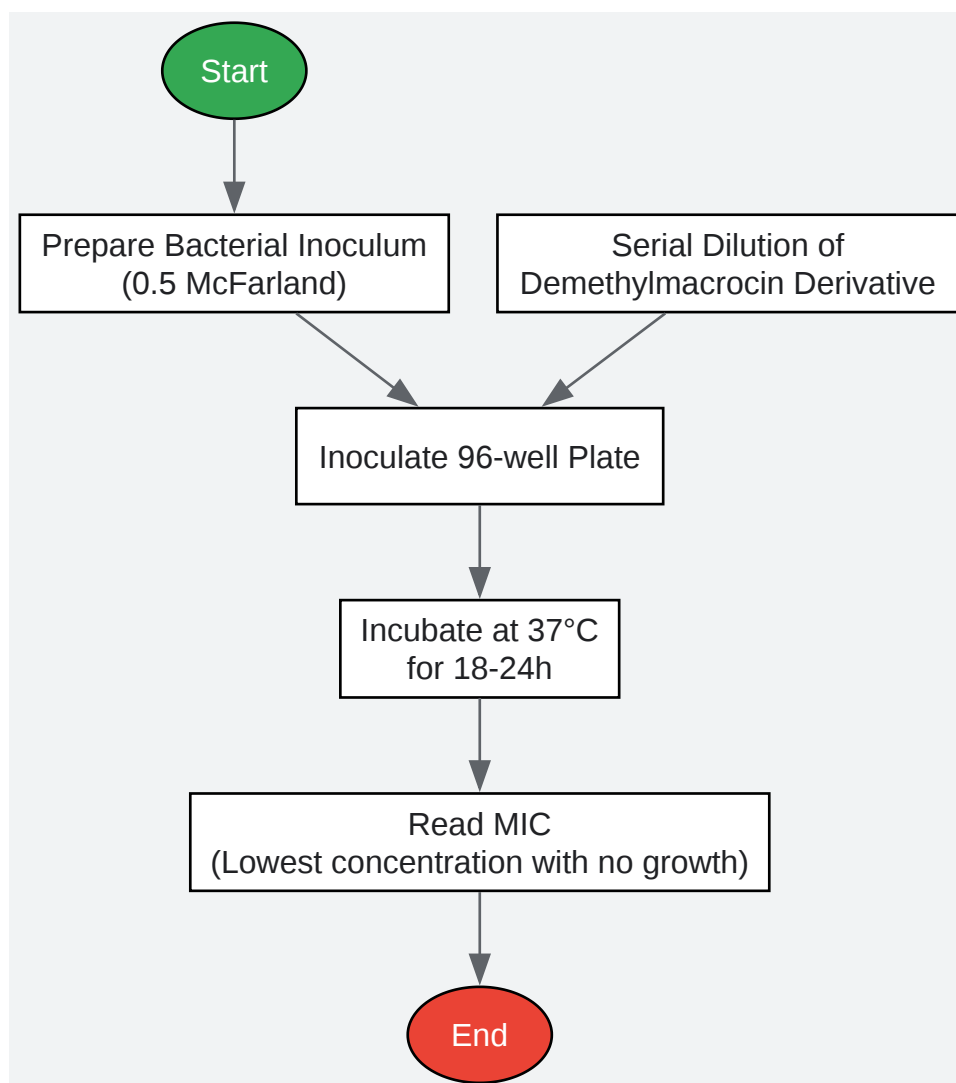 Start
Prepare Bacterial Inoculum
(0.5 McFarland)
Serial Dilution of
Demethylmacrocin Derivative
Inoculate 96-well Plate
Incubate at 37°C
for 18-24h
Read MIC
(Lowest concentration with no growth)
End